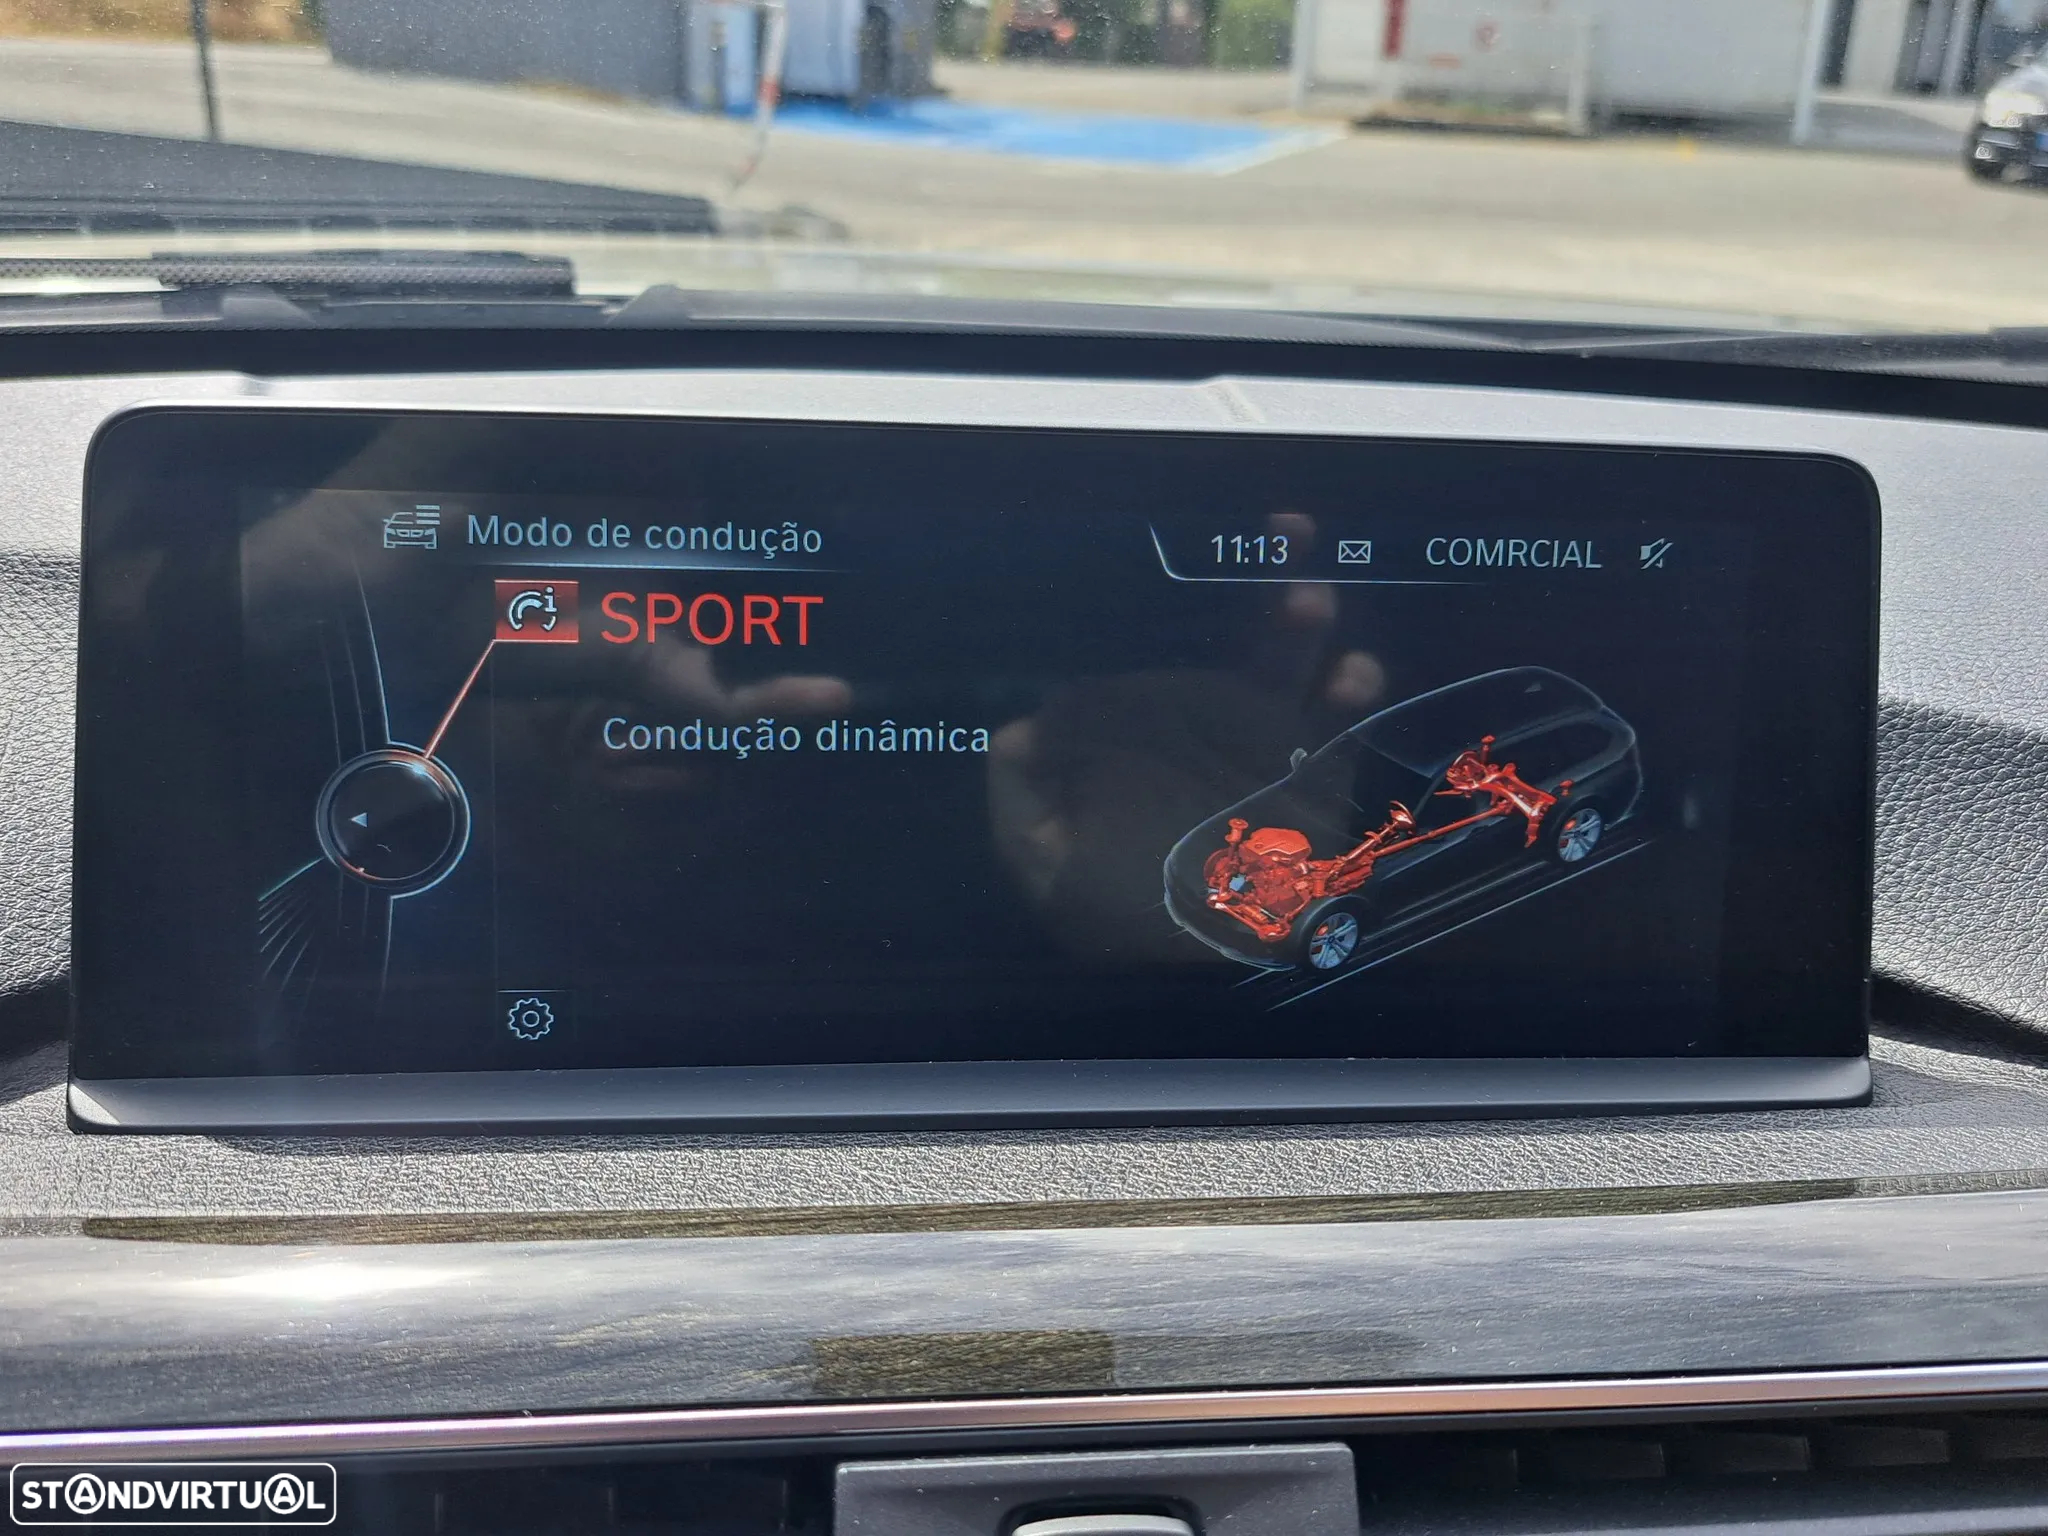 Modo de condução
11:13 COMRCIAL
SPORT
Condução dinâmica
STANDVIRTUAL